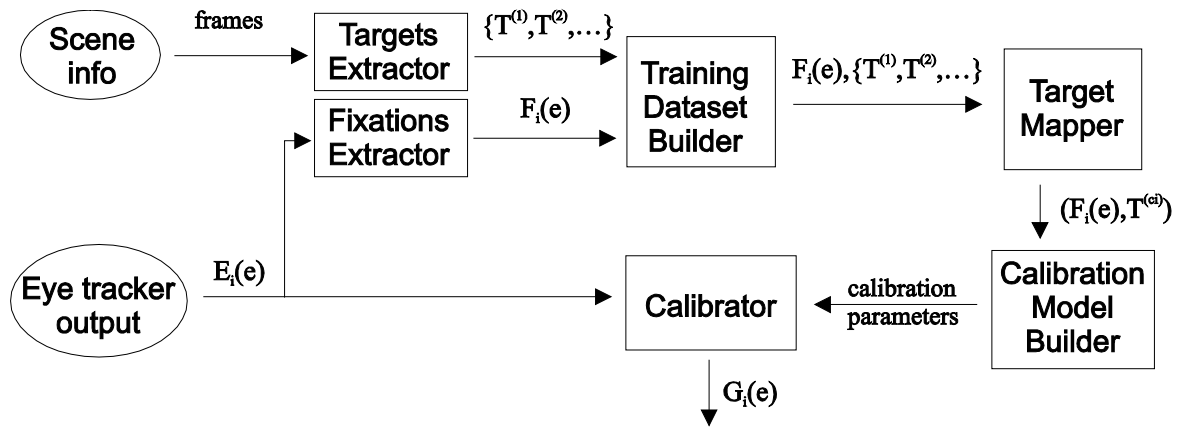 Scene
info
frames
Targets
Extractor
{T⁽¹⁾,T⁽²⁾,…}
Fixations
Extractor
Fᵢ(e)
Training
Dataset
Builder
Fᵢ(e),{T⁽¹⁾,T⁽²⁾,…}
Target
Mapper
(Fᵢ(e),T⁽ᶜⁱ⁾)
Eye tracker
output
Eᵢ(e)
Calibrator
calibration
parameters
Calibration
Model
Builder
Gᵢ(e)